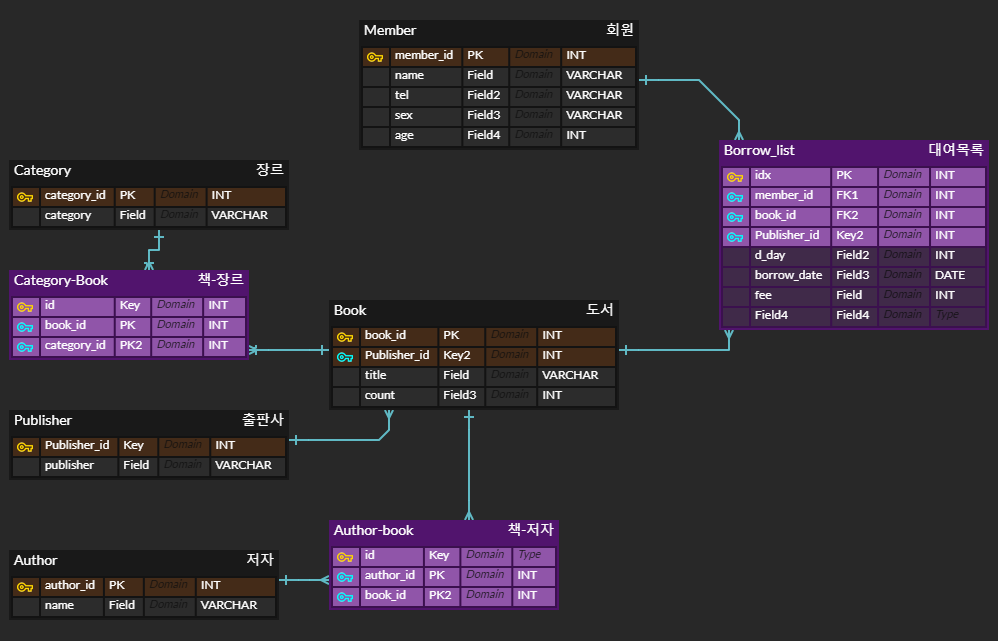 Member 회원
member_id PK Domain INT
name Field Domain VARCHAR
tel Field2 Domain VARCHAR
sex Field3 Domain VARCHAR
age Field4 Domain INT
Borrow_list 대여목록
idx PK Domain INT
member_id FK1 Domain INT
book_id FK2 Domain INT
Publisher_id Key2 Domain INT
d_day Field2 Domain INT
borrow_date Field3 Domain DATE
fee Field Domain INT
Field4 Field4 Domain Type
Category 장르
category_id PK Domain INT
category Field Domain VARCHAR
Category-Book 책-장르
id Key Domain INT
book_id PK Domain INT
category_id PK2 Domain INT
Book 도서
book_id PK Domain INT
Publisher_id Key2 Domain INT
title Field Domain VARCHAR
count Field3 Domain INT
Publisher 출판사
Publisher_id Key Domain INT
publisher Field Domain VARCHAR
Author-book 책-저자
id Key Domain Type
author_id PK Domain INT
book_id PK2 Domain INT
Author 저자
author_id PK Domain INT
name Field Domain VARCHAR